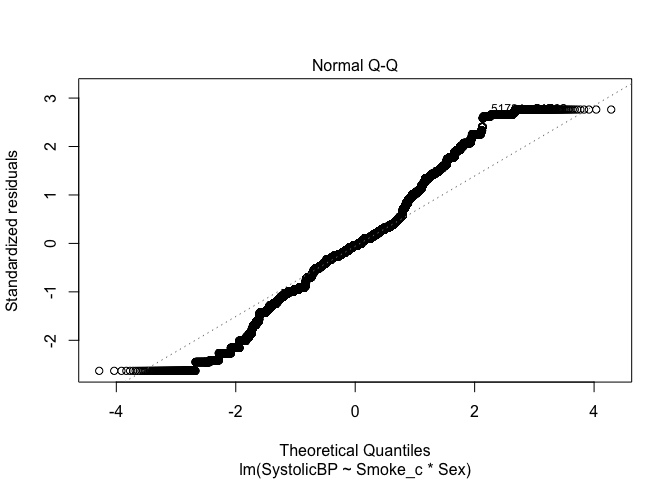 Normal Q-Q
Standardized residuals
3
2
1
0
-1
-2
-4
-2
0
2
4
Theoretical Quantiles
lm(SystolicBP ~ Smoke_c * Sex)